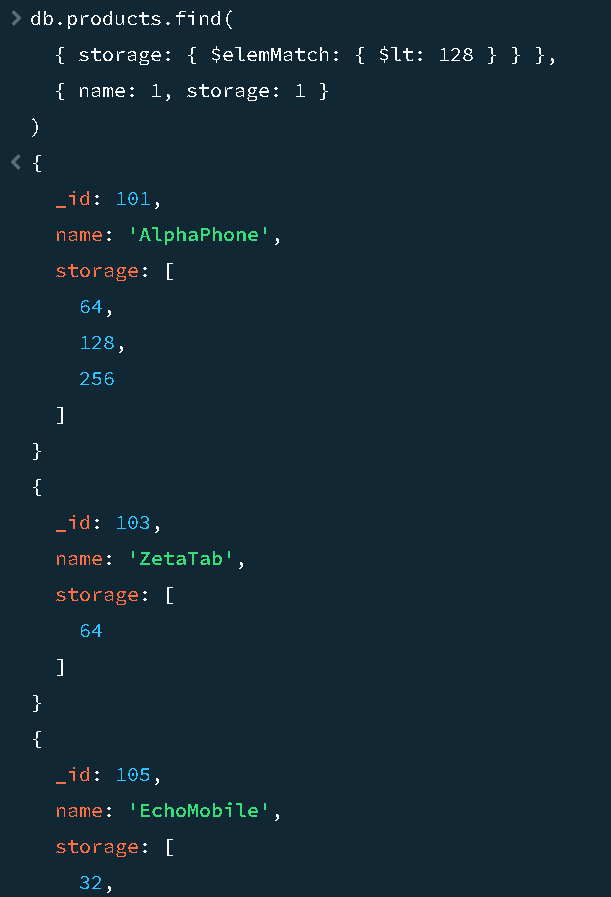 > db.products.find(
{ storage: { $elemMatch: { $lt: 128 } } },
{ name: 1, storage: 1 }
)
< {
_id: 101,
name: 'AlphaPhone',
storage: [
64,
128,
256
]
}
{
_id: 103,
name: 'ZetaTab',
storage: [
64
]
}
{
_id: 105,
name: 'EchoMobile',
storage: [
32,